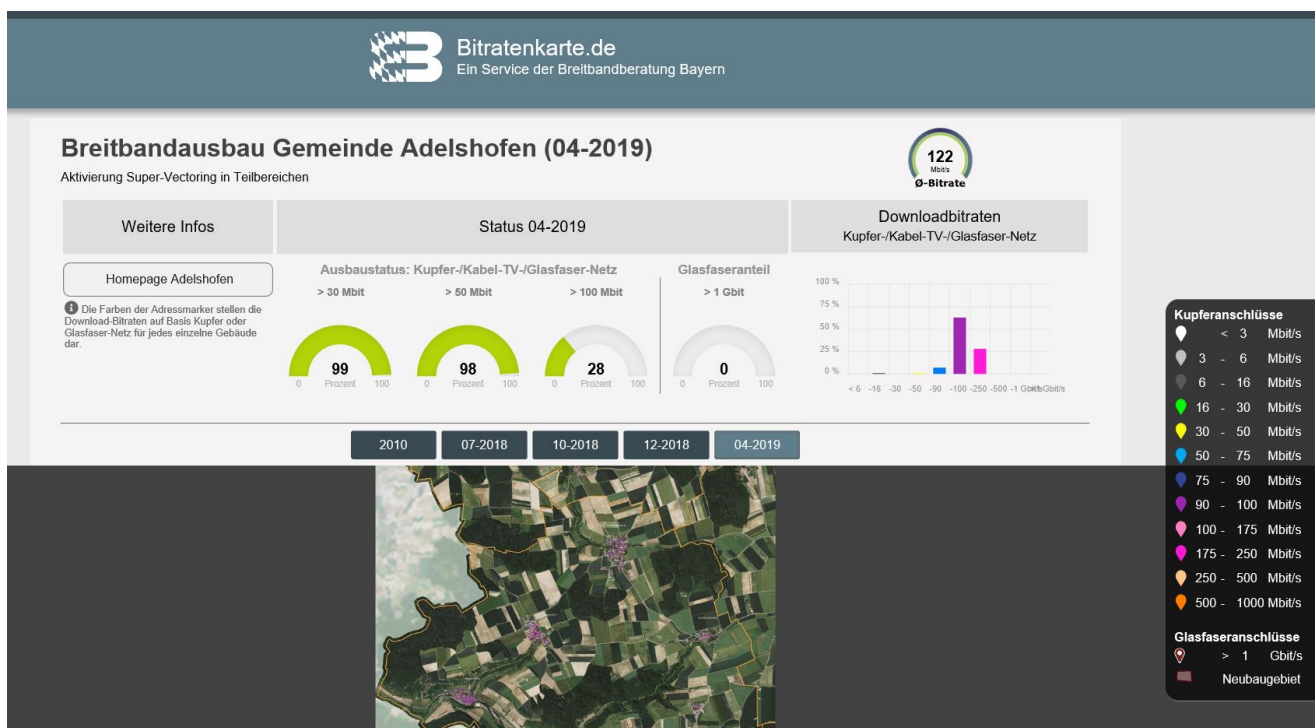 Bitratenkarte.de
Ein Service der Breitbandberatung Bayern
Breitbandausbau Gemeinde Adelshofen (04-2019)
Aktivierung Super-Vectoring in Teilbereichen
122
Mbit/s
Ø-Bitrate
Weitere Infos
Status 04-2019
Downloadbitraten
Kupfer-/Kabel-TV-/Glasfaser-Netz
Homepage Adelshofen
Die Farben der Adressmarker stellen die
Download-Bitraten auf Basis Kupfer oder
Glasfaser-Netz für jedes einzelne Gebäude
dar.
Ausbaustatus: Kupfer-/Kabel-TV-/Glasfaser-Netz
Glasfaseranteil
> 30 Mbit
> 50 Mbit
> 100 Mbit
> 1 Gbit
99
0 Prozent 100
98
0 Prozent 100
28
0 Prozent 100
0
0 Prozent 100
100 %
75 %
50 %
25 %
0 %
< 6 -16 -30 -50 -90 -100 -250 -500 -1 Gbit/s
2010
07-2018
10-2018
12-2018
04-2019
Kupferanschlüsse
< 3 Mbit/s
3 - 6 Mbit/s
6 - 16 Mbit/s
16 - 30 Mbit/s
30 - 50 Mbit/s
50 - 75 Mbit/s
75 - 90 Mbit/s
90 - 100 Mbit/s
100 - 175 Mbit/s
175 - 250 Mbit/s
250 - 500 Mbit/s
500 - 1000 Mbit/s
Glasfaseranschlüsse
> 1 Gbit/s
Neubaugebiet